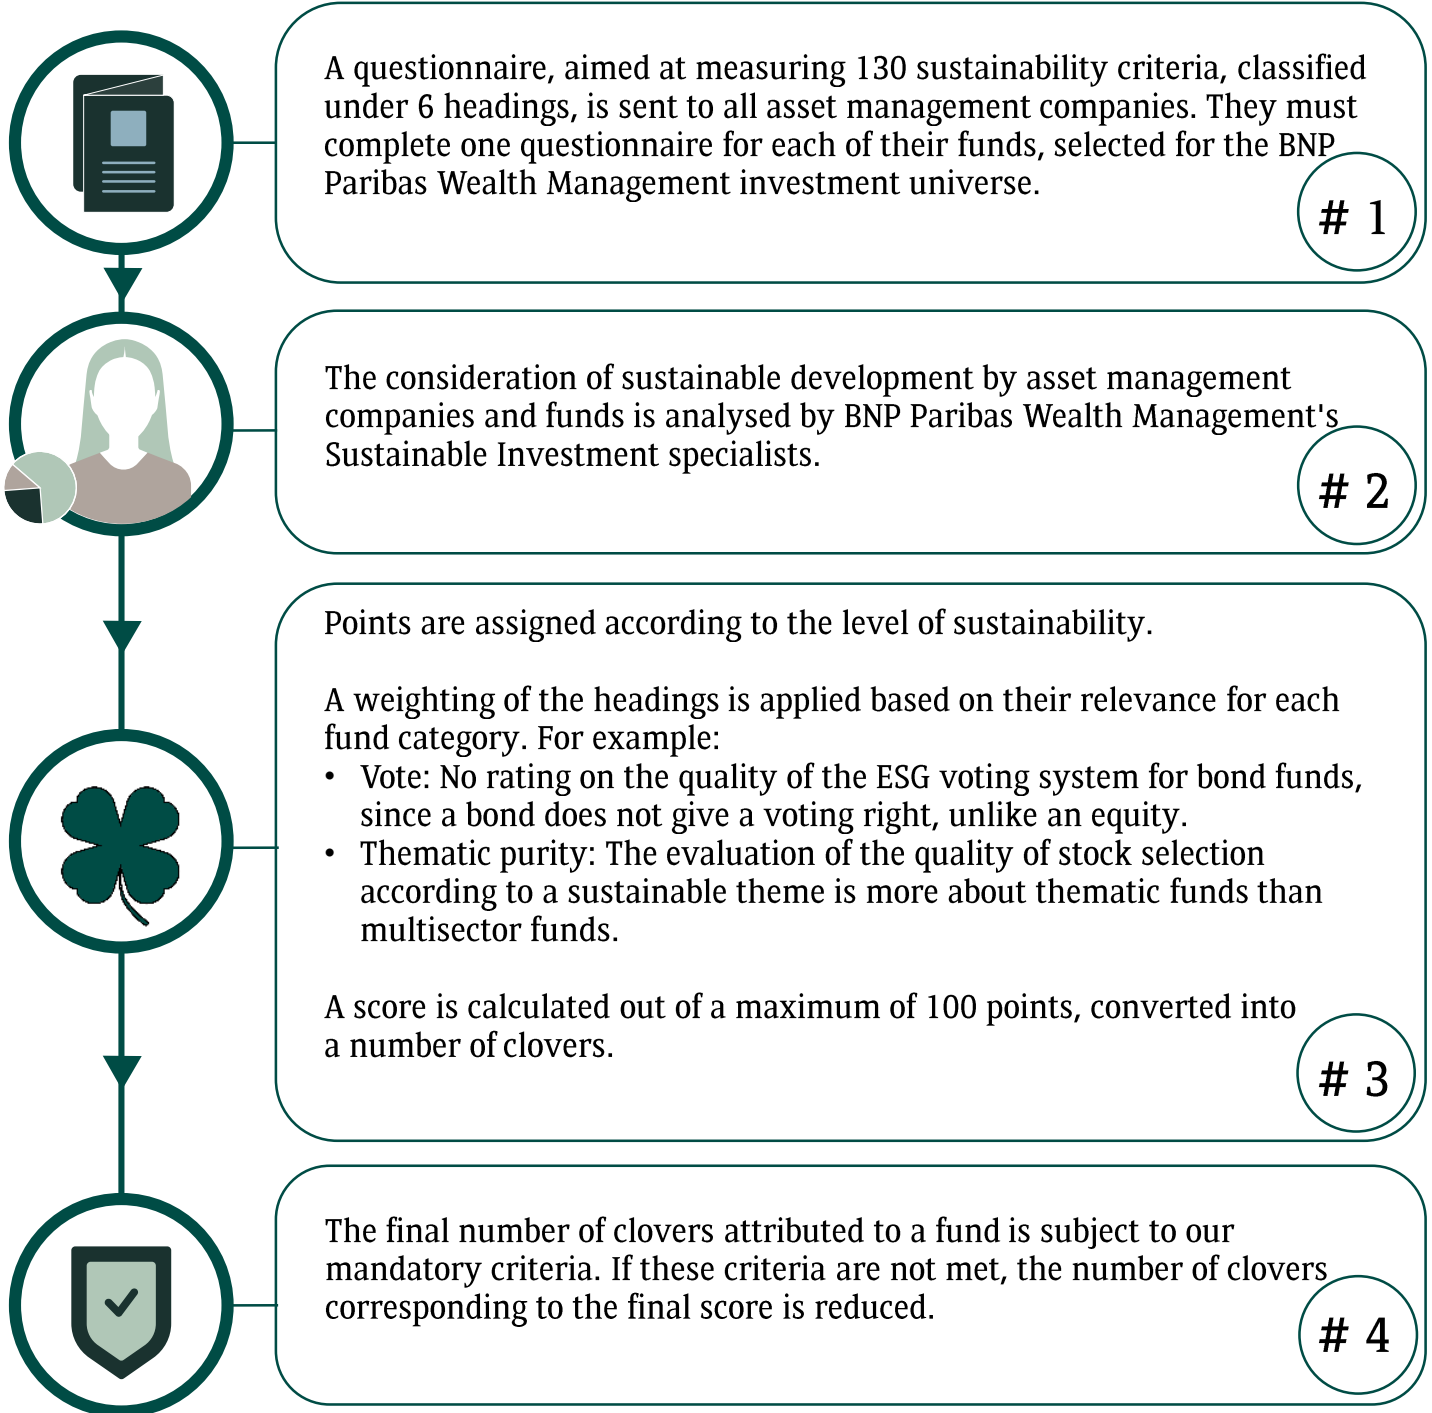 A questionnaire, aimed at measuring 130 sustainability criteria, classified
under 6 headings, is sent to all asset management companies. They must
complete one questionnaire for each of their funds, selected for the BNP
Paribas Wealth Management investment universe.
# 1
The consideration of sustainable development by asset management
companies and funds is analysed by BNP Paribas Wealth Management's
Sustainable Investment specialists.
# 2
Points are assigned according to the level of sustainability.
A weighting of the headings is applied based on their relevance for each
fund category. For example:
• Vote: No rating on the quality of the ESG voting system for bond funds,
since a bond does not give a voting right, unlike an equity.
• Thematic purity: The evaluation of the quality of stock selection
according to a sustainable theme is more about thematic funds than
multisector funds.
A score is calculated out of a maximum of 100 points, converted into
a number of clovers.
# 3
The final number of clovers attributed to a fund is subject to our
mandatory criteria. If these criteria are not met, the number of clovers
corresponding to the final score is reduced.
# 4